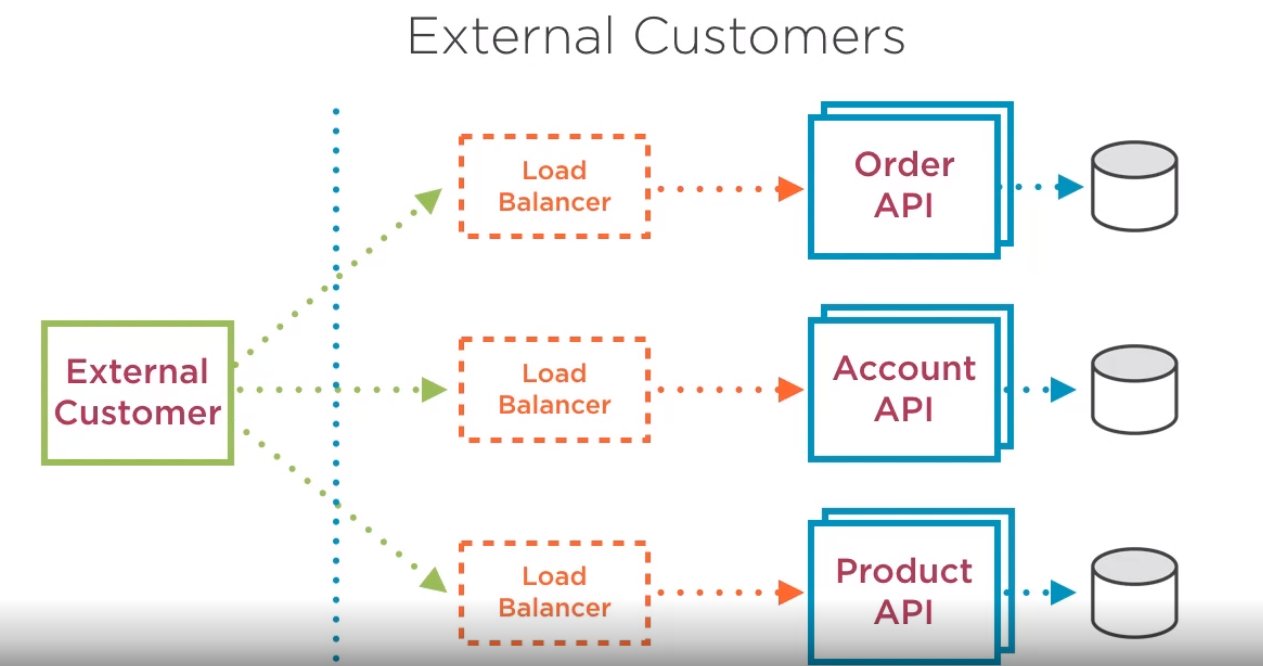 External Customers
Load
Balancer
Order
API
External
Customer
Load
Balancer
Account
API
Load
Balancer
Product
API